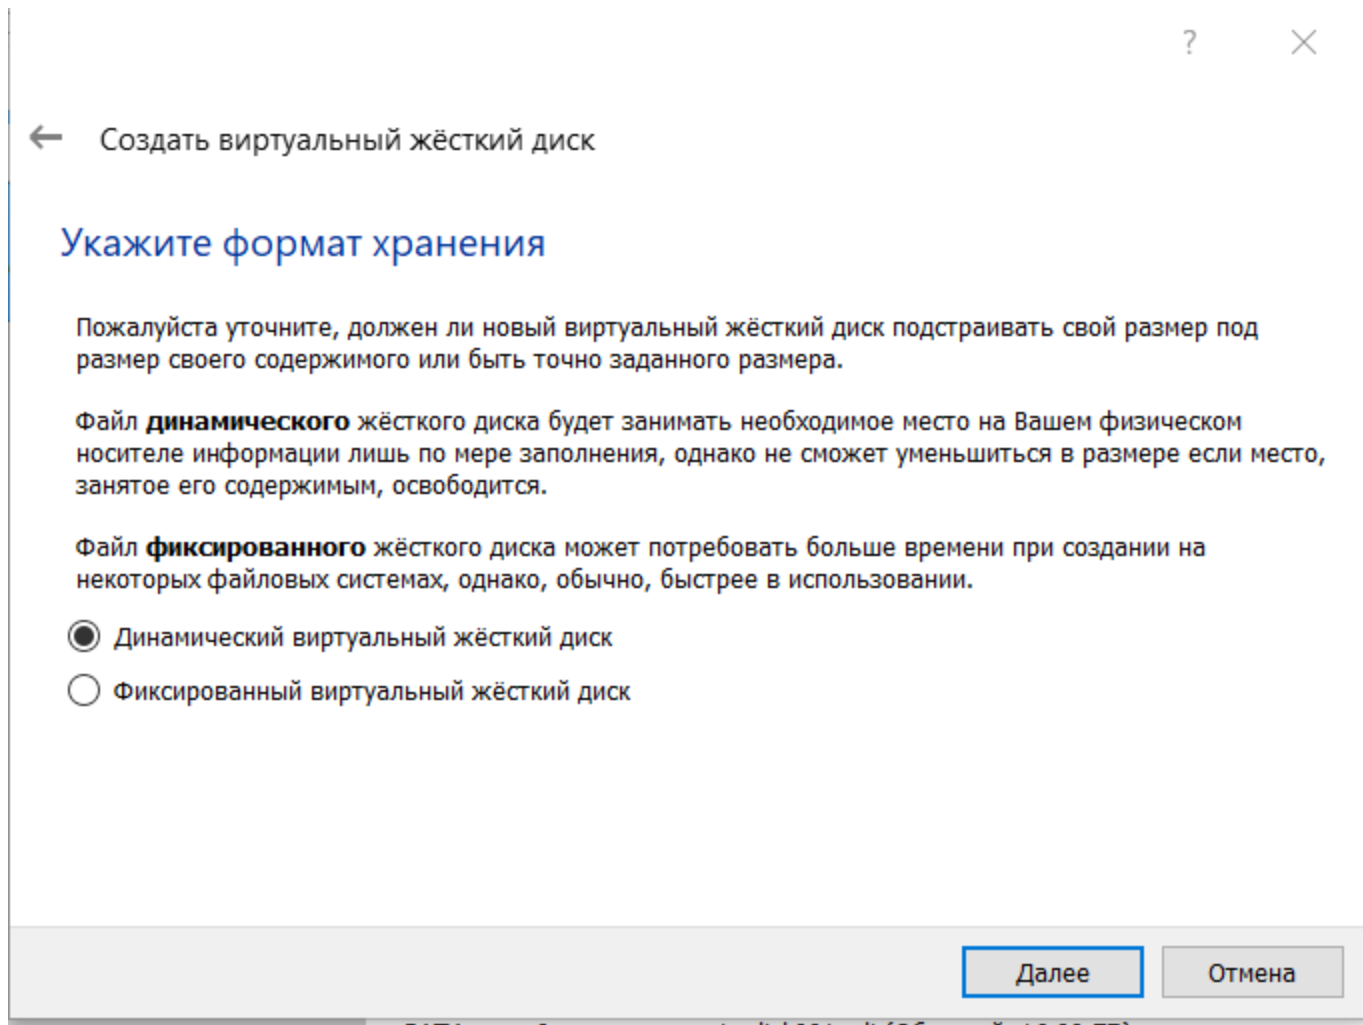 ?
Создать виртуальный жёсткий диск
Укажите формат хранения
Пожалуйста уточните, должен ли новый виртуальный жёсткий диск подстраивать свой размер под
размер своего содержимого или быть точно заданного размера.
Файл динамического жёсткого диска будет занимать необходимое место на Вашем физическом
носителе информации лишь по мере заполнения, однако не сможет уменьшиться в размере если место,
занятое его содержимым, освободится.
Файл фиксированного жёсткого диска может потребовать больше времени при создании на
некоторых файловых системах, однако, обычно, быстрее в использовании.
Динамический виртуальный жёсткий диск
Фиксированный виртуальный жёсткий диск
Далее Отмена